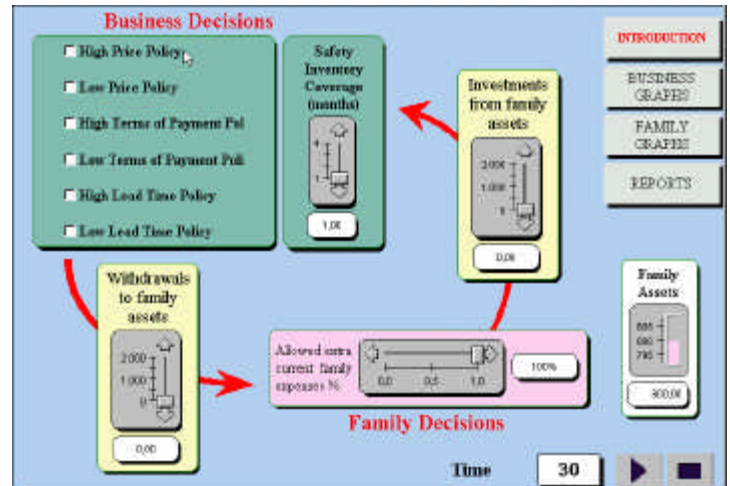 Business Decisions
High Price Policy
Low Price Policy
High Terms of Payment Pol
Low Terms of Payment Poli
High Lead Time Policy
Low Lead Time Policy
Safety
Inventory
Coverage
(months)
4
1
1,00
Investments
from family
assets
2.000
1.000
0
0,00
INTRODUCTION
BUSINESS
GRAPHS
FAMILY
GRAPHS
REPORTS
Withdrawals
to family
assets
2.000
1.000
0
0,00
Allowed extra
current family
expenses %
0,0 0,5 1,0
100%
Family Decisions
Family
Assets
Time 30